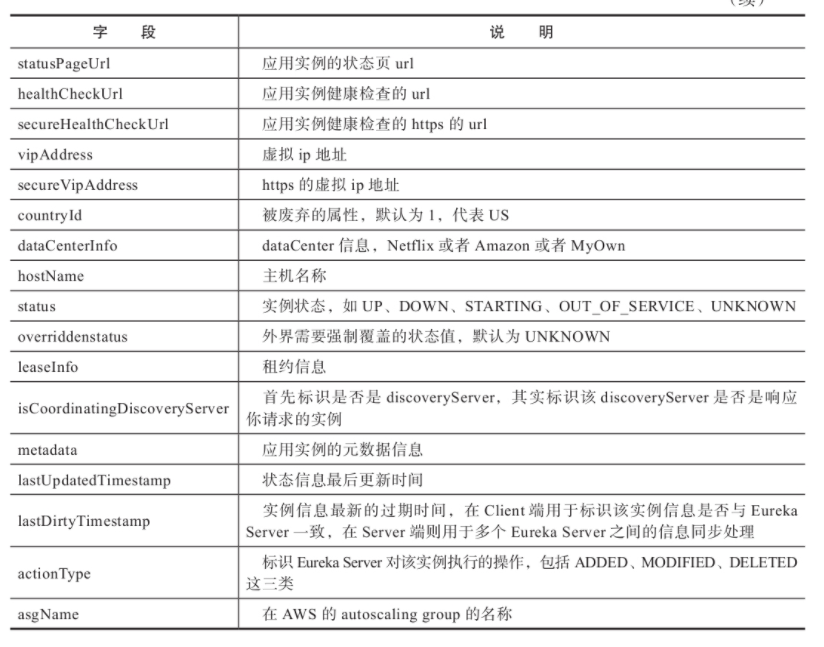 （续）
字 段 说 明
statusPageUrl 应用实例的状态页 url
healthCheckUrl 应用实例健康检查的 url
secureHealthCheckUrl 应用实例健康检查的 https 的 url
vipAddress 虚拟 ip 地址
secureVipAddress https 的虚拟 ip 地址
countryId 被废弃的属性，默认为 1，代表 US
dataCenterInfo dataCenter 信息，Netflix 或者 Amazon 或者 MyOwn
hostName 主机名称
status 实例状态，如 UP、DOWN、STARTING、OUT_OF_SERVICE、UNKNOWN
overriddenstatus 外界需要强制覆盖的状态值，默认为 UNKNOWN
leaseInfo 租约信息
isCoordinatingDiscoveryServer 首先标识是否是 discoveryServer，其实标识该 discoveryServer 是否是响应
你请求的实例
metadata 应用实例的元数据信息
lastUpdatedTimestamp 状态信息最后更新时间
lastDirtyTimestamp 实例信息最新的过期时间，在 Client 端用于标识该实例信息是否与 Eureka
Server 一致，在 Server 端则用于多个 Eureka Server 之间的信息同步处理
actionType 标识 Eureka Server 对该实例执行的操作，包括 ADDED、MODIFIED、DELETED
这三类
asgName 在 AWS 的 autoscaling group 的名称